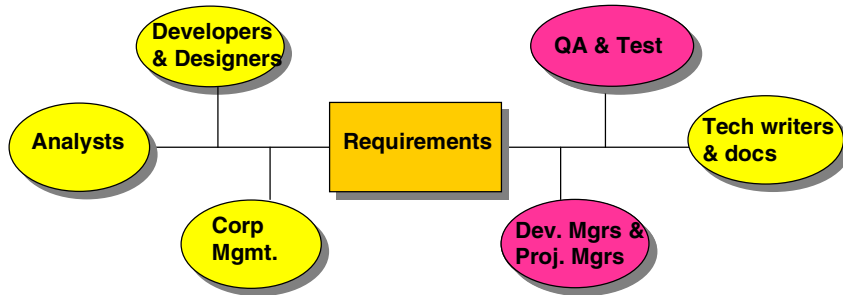 Developers
& Designers
QA & Test
Analysts
Requirements
Tech writers
& docs
Corp
Mgmt.
Dev. Mgrs &
Proj. Mgrs